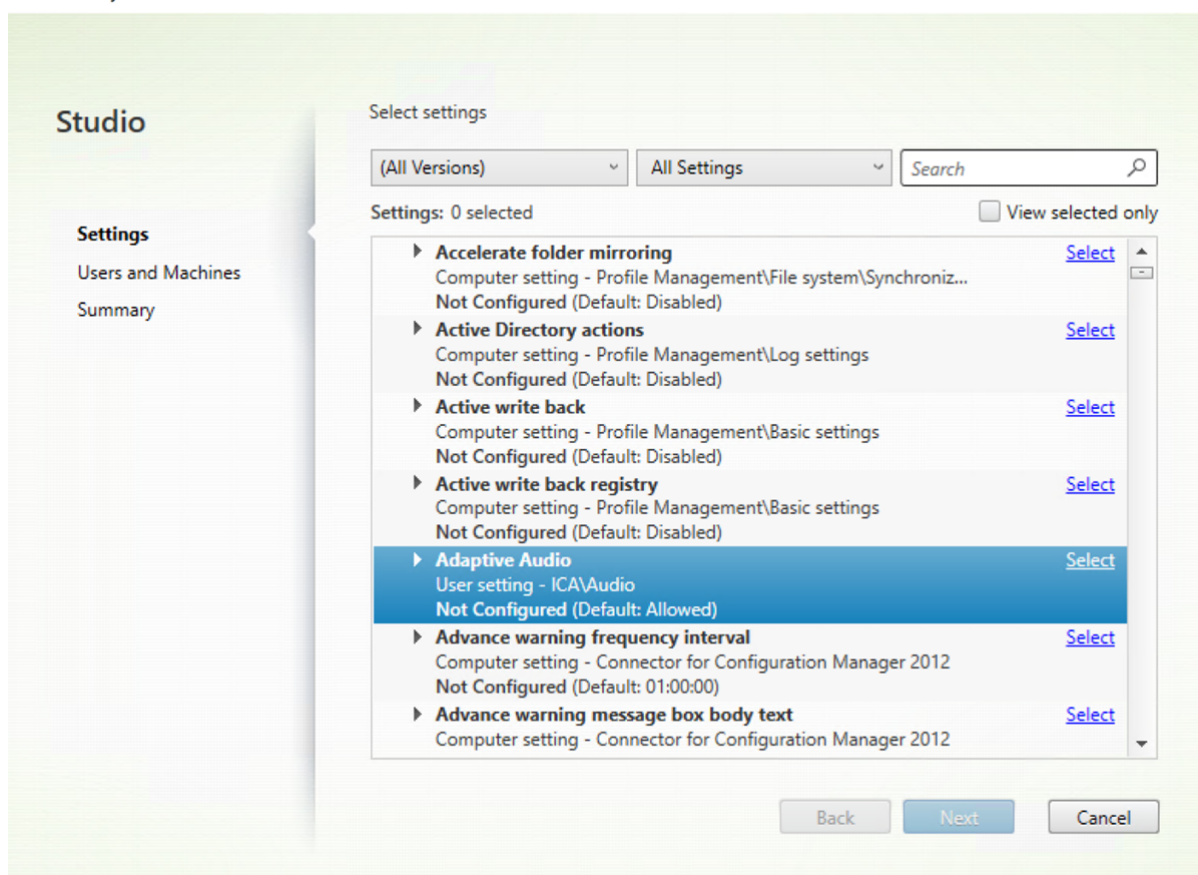 Studio
Select settings
(All Versions)
All Settings
Search
Settings: 0 selected
View selected only
Settings
Users and Machines
Summary
Accelerate folder mirroring
Select
Computer setting - Profile Management\File system\Synchroniz...
Not Configured (Default: Disabled)
Active Directory actions
Select
Computer setting - Profile Management\Log settings
Not Configured (Default: Disabled)
Active write back
Select
Computer setting - Profile Management\Basic settings
Not Configured (Default: Disabled)
Active write back registry
Select
Computer setting - Profile Management\Basic settings
Not Configured (Default: Disabled)
Adaptive Audio
Select
User setting - ICA\Audio
Not Configured (Default: Allowed)
Advance warning frequency interval
Select
Computer setting - Connector for Configuration Manager 2012
Not Configured (Default: 01:00:00)
Advance warning message box body text
Select
Computer setting - Connector for Configuration Manager 2012
Back
Next
Cancel